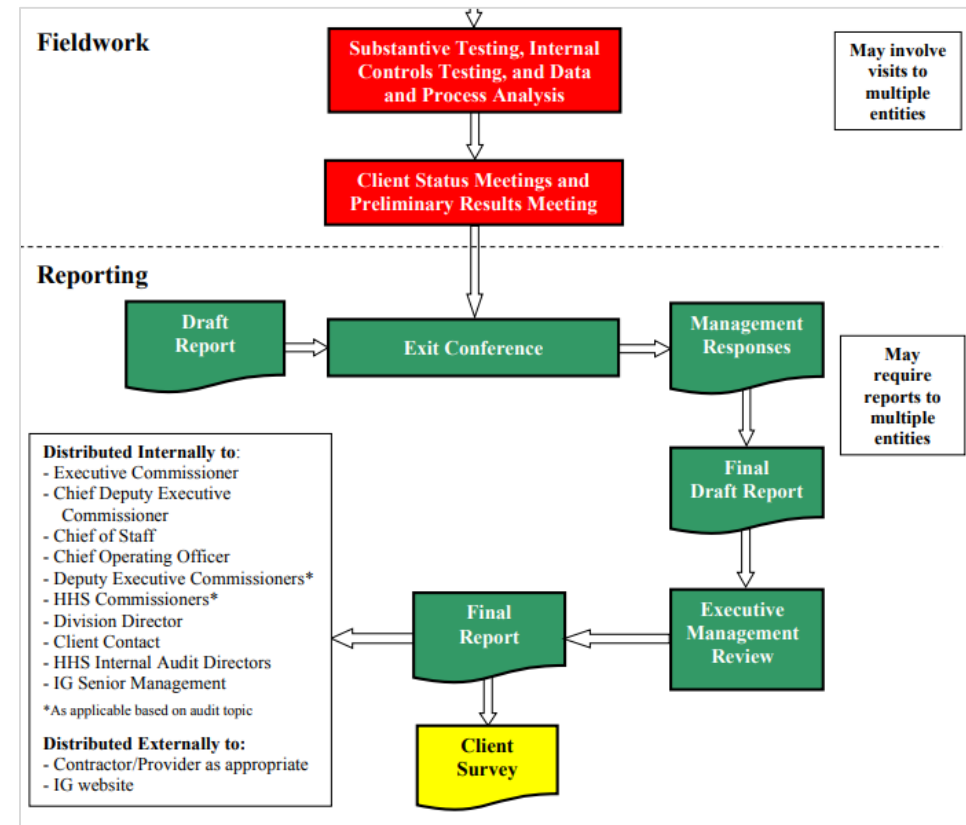 Fieldwork
Substantive Testing, Internal
Controls Testing, and Data
and Process Analysis
May involve
visits to
multiple
entities
Client Status Meetings and
Preliminary Results Meeting
Reporting
Draft
Report
Exit Conference
Management
Responses
May
require
reports to
multiple
entities
Final
Draft Report
Executive
Management
Review
Final
Report
Client
Survey
Distributed Internally to:
- Executive Commissioner
- Chief Deputy Executive
Commissioner
- Chief of Staff
- Chief Operating Officer
- Deputy Executive Commissioners*
- HHS Commissioners*
- Division Director
- Client Contact
- HHS Internal Audit Directors
- IG Senior Management
*As applicable based on audit topic
Distributed Externally to:
- Contractor/Provider as appropriate
- IG website